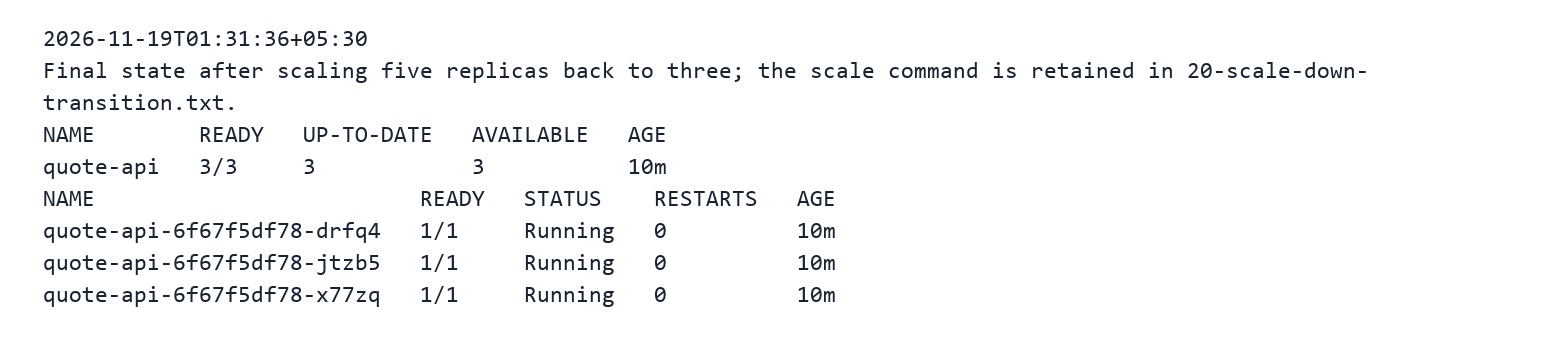 2026-11-19T01:31:36+05:30
Final state after scaling five replicas back to three; the scale command is retained in 20-scale-down-
transition.txt.
NAME        READY   UP-TO-DATE   AVAILABLE   AGE
quote-api   3/3     3            3           10m
NAME                         READY   STATUS    RESTARTS   AGE
quote-api-6f67f5df78-drfq4   1/1     Running   0          10m
quote-api-6f67f5df78-jtzb5   1/1     Running   0          10m
quote-api-6f67f5df78-x77zq   1/1     Running   0          10m